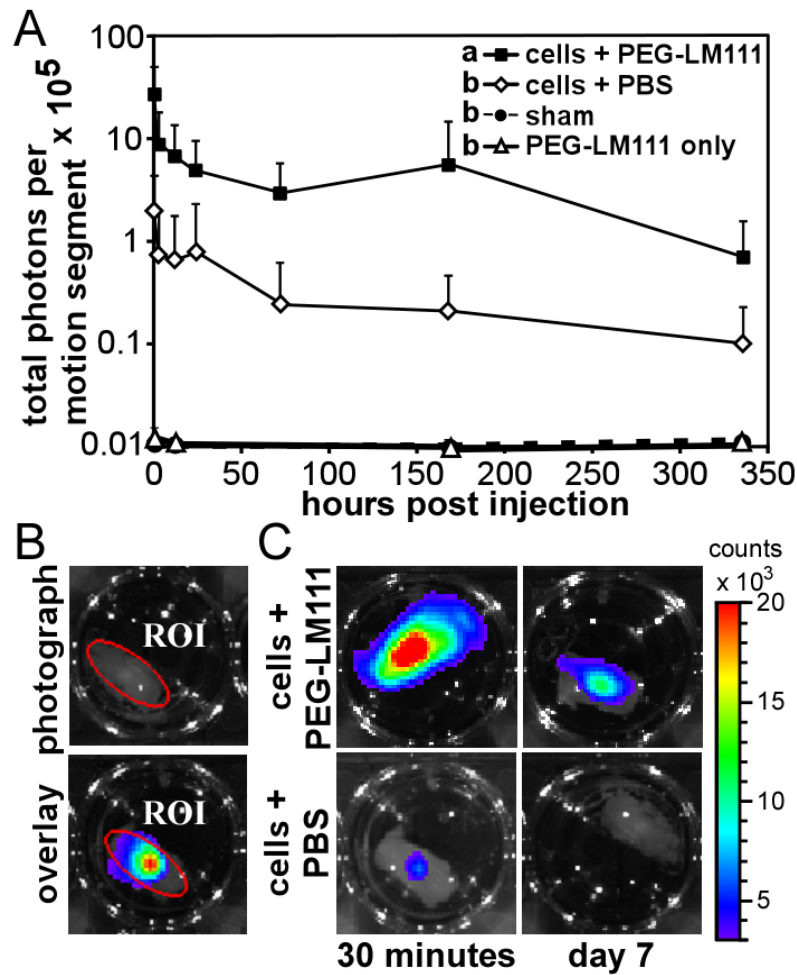 A
100
10
1
0.1
0.01
total photons per
motion segment x 10⁵
a cells + PEG-LM111
b cells + PBS
b sham
b PEG-LM111 only
0 50 100 150 200 250 300 350
hours post injection
B
photograph
ROI
overlay
ROI
C
cells +
PEG-LM111
cells +
PBS
30 minutes
day 7
counts
x 10³
20
15
10
5